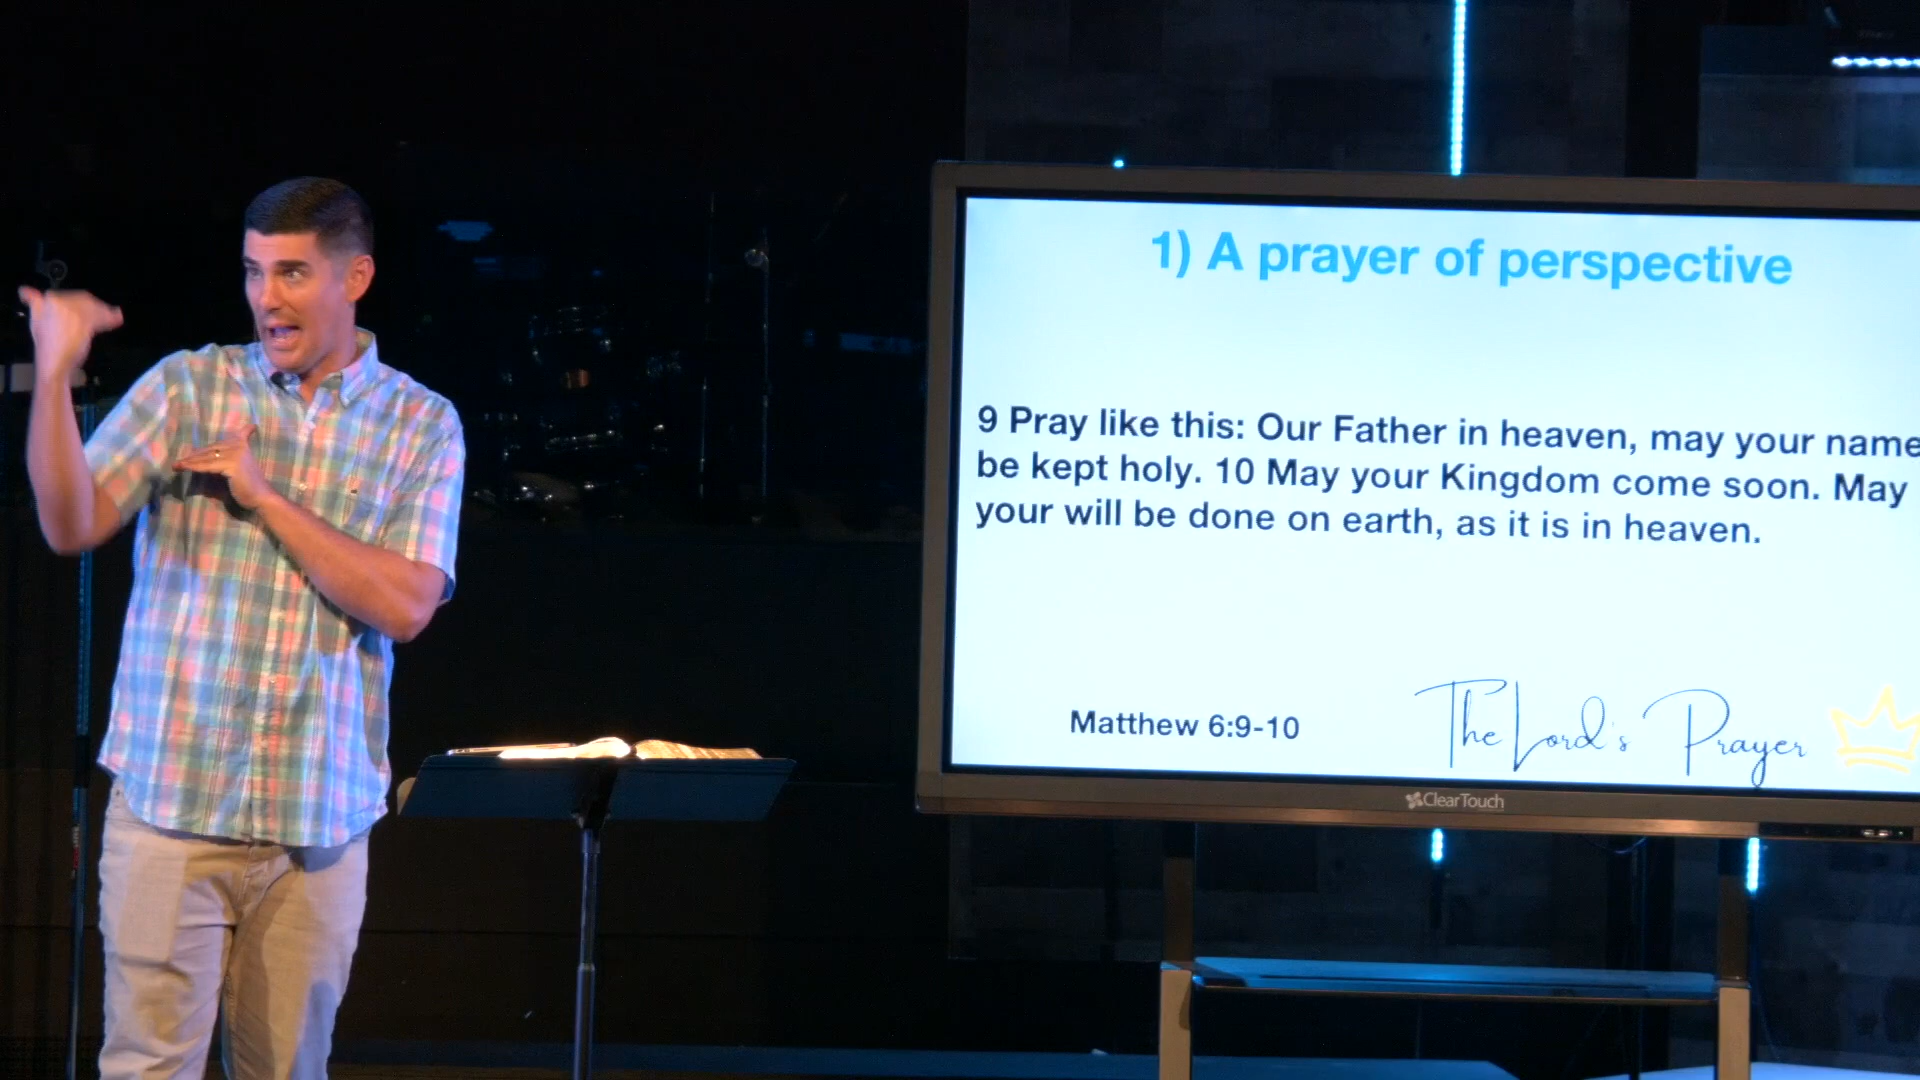 1) A prayer of perspective
9 Pray like this: Our Father in heaven, may your name
be kept holy. 10 May your Kingdom come soon. May
your will be done on earth, as it is in heaven.
Matthew 6:9-10
The Lord's Prayer
ClearTouch